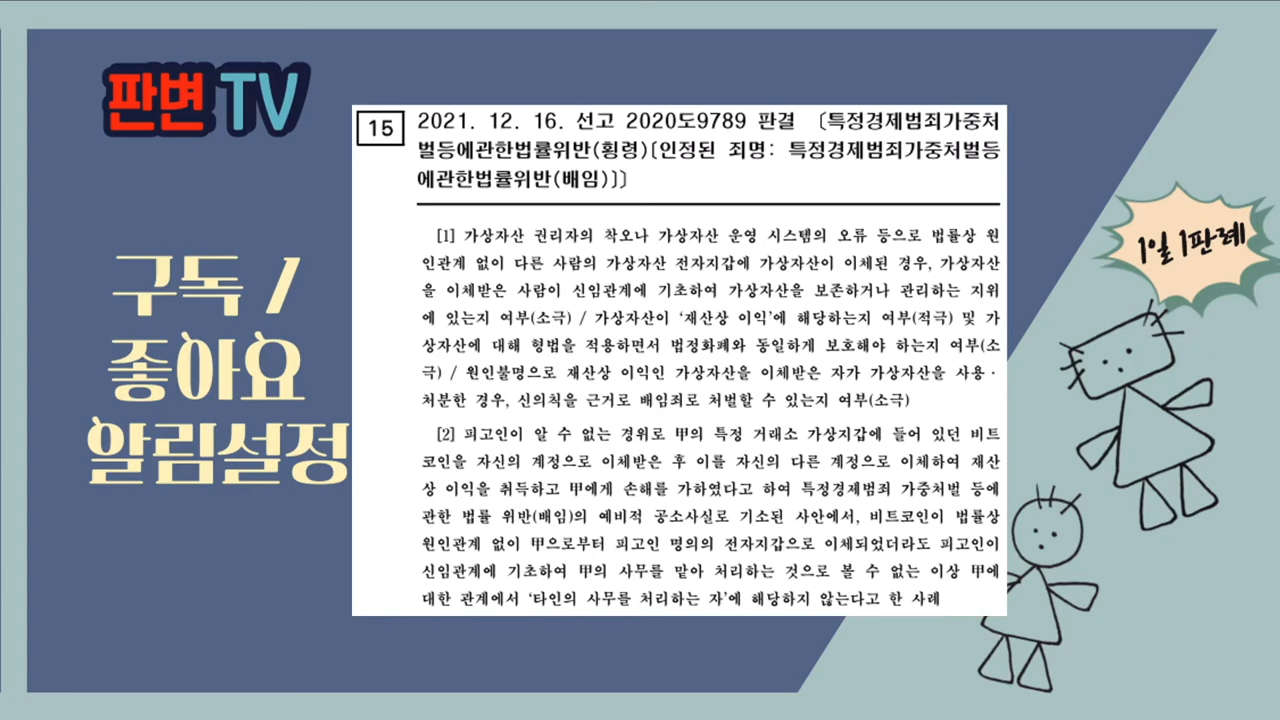 판변 TV
구독 /
좋아요
알림설정
15
2021. 12. 16. 선고 2020도9789 판결 〔특정경제범죄가중처
벌등에관한법률위반(횡령)〔인정된 죄명: 특정경제범죄가중처벌등
에관한법률위반(배임)〕〕
[1] 가상자산 권리자의 착오나 가상자산 운영 시스템의 오류 등으로 법률상 원
인관계 없이 다른 사람의 가상자산 전자지갑에 가상자산이 이체된 경우, 가상자산
을 이체받은 사람이 신임관계에 기초하여 가상자산을 보존하거나 관리하는 지위
에 있는지 여부(소극) / 가상자산이 ‘재산상 이익’에 해당하는지 여부(적극) 및 가
상자산에 대해 형법을 적용하면서 법정화폐와 동일하게 보호해야 하는지 여부(소
극) / 원인불명으로 재산상 이익인 가상자산을 이체받은 자가 가상자산을 사용·
처분한 경우, 신의칙을 근거로 배임죄로 처벌할 수 있는지 여부(소극)
[2] 피고인이 알 수 없는 경위로 甲의 특정 거래소 가상지갑에 들어 있던 비트
코인을 자신의 계정으로 이체받은 후 이를 자신의 다른 계정으로 이체하여 재산
상 이익을 취득하고 甲에게 손해를 가하였다고 하여 특정경제범죄 가중처벌 등에
관한 법률 위반(배임)의 예비적 공소사실로 기소된 사안에서, 비트코인이 법률상
원인관계 없이 甲으로부터 피고인 명의의 전자지갑으로 이체되었더라도 피고인이
신임관계에 기초하여 甲의 사무를 맡아 처리하는 것으로 볼 수 없는 이상 甲에
대한 관계에서 ‘타인의 사무를 처리하는 자’에 해당하지 않는다고 한 사례
1일 1판례